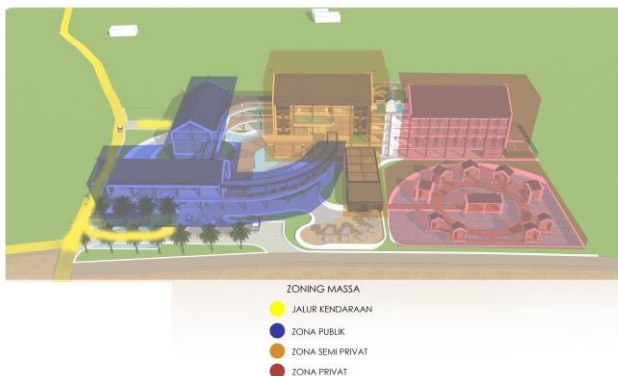 ZONING MASSA
JALUR KENDARAAN
ZONA PUBLIK
ZONA SEMI PRIVAT
ZONA PRIVAT